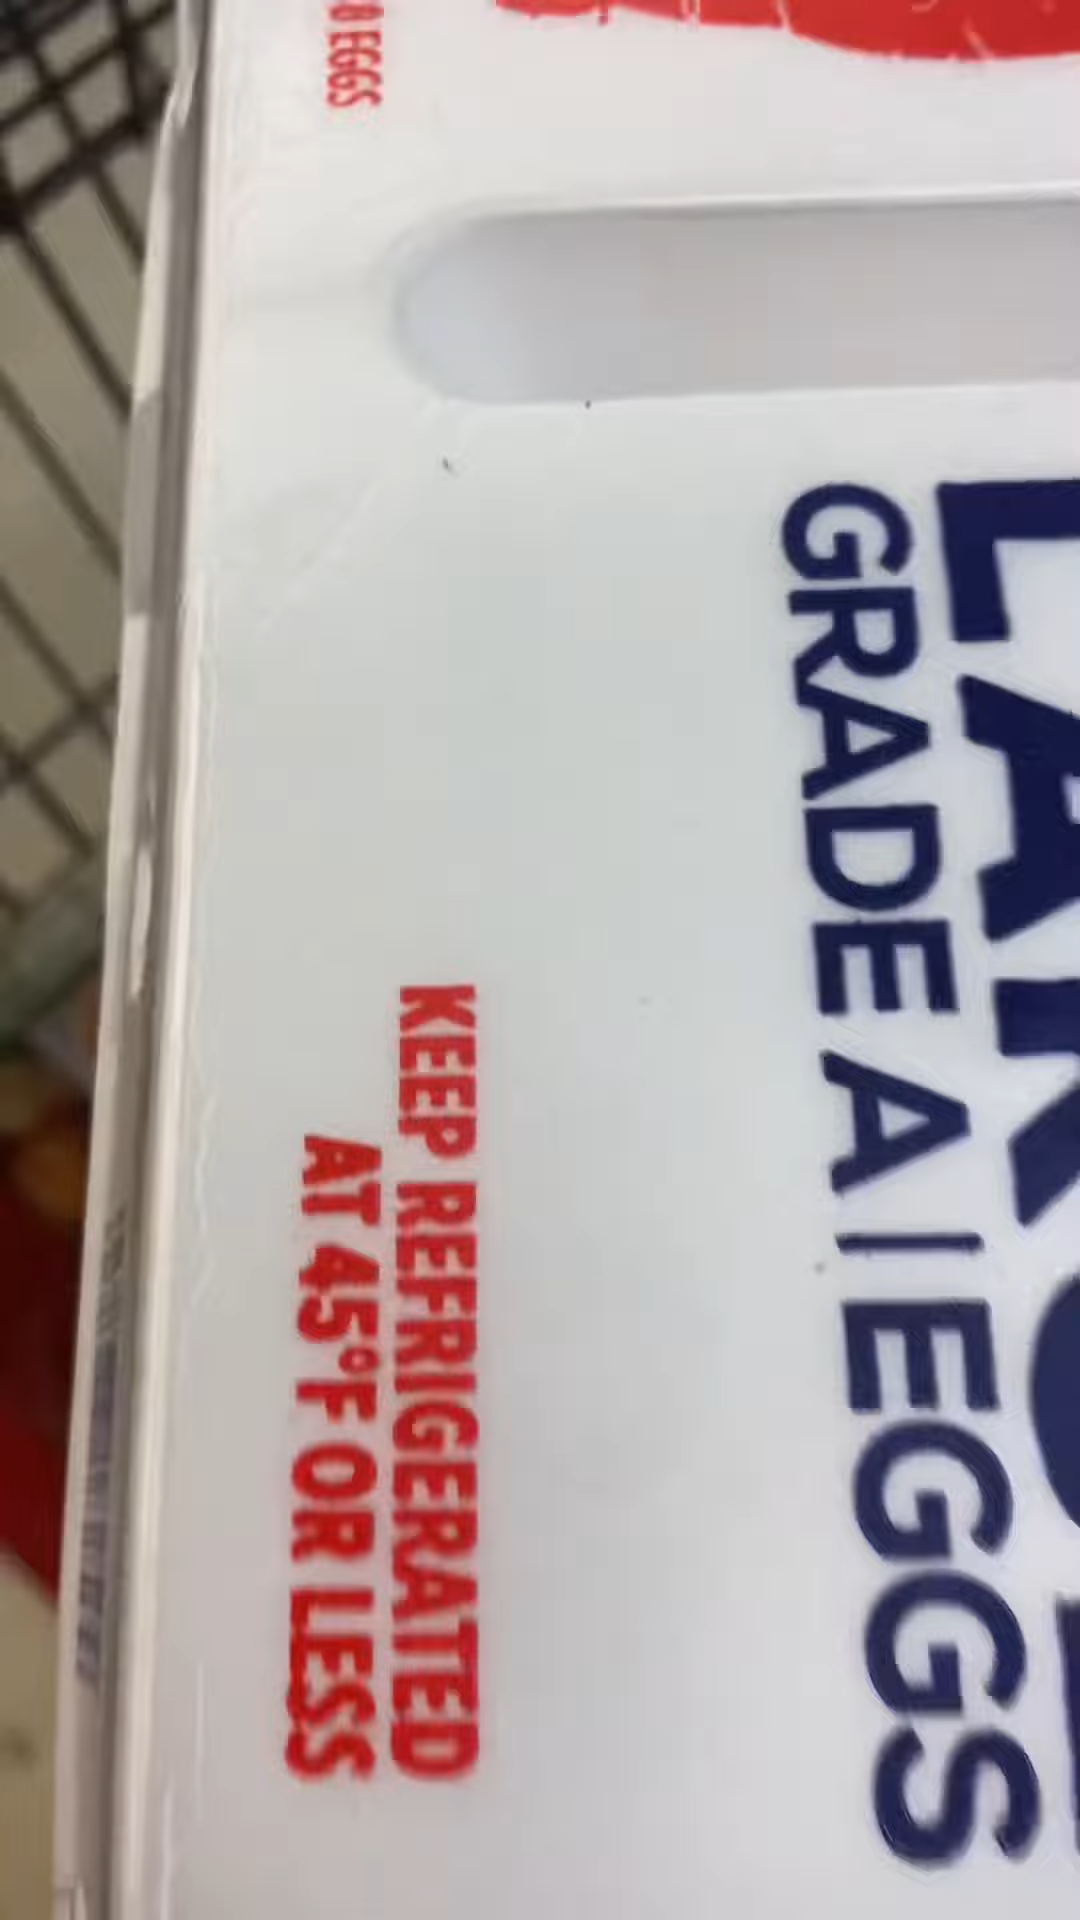 EGGS
GRADE A | EGGS
KEEP REFRIGERATED
AT 45°F OR LESS